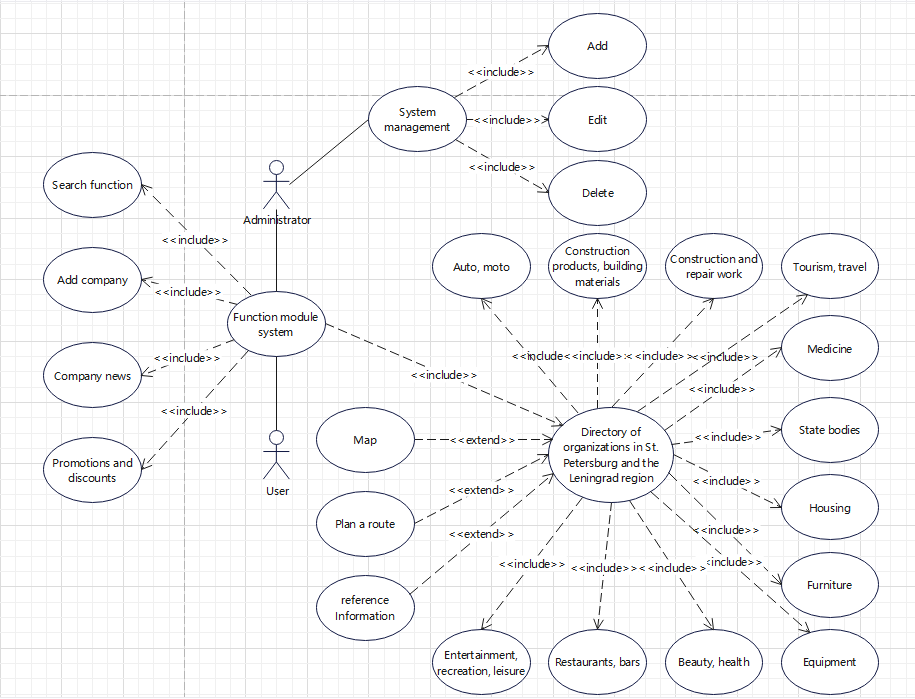 Add
<<include>>
System
management
<<include>>
Edit
<<include>>
Delete
Search function
Administrator
<<include>>
Auto, moto
Construction
products, building
materials
Construction and
repair work
Tourism, travel
Add company
<<include>>
Function module
system
Company news
<<include>>
<<include>>
<<include
<<include>>
<<include>>
<<include>>
Medicine
<<include>>
<<include>>
Promotions and
discounts
User
Map
<<extend>>
Directory of
organizations in St.
Petersburg and the
Leningrad region
<<include>>
State bodies
Plan a route
<<extend>>
<<include>>
Housing
reference
Information
<<extend>>
<<include>>
<<include>>
<<include>>
<<include>>
<include>>
Furniture
Entertainment,
recreation, leisure
Restaurants, bars
Beauty, health
Equipment